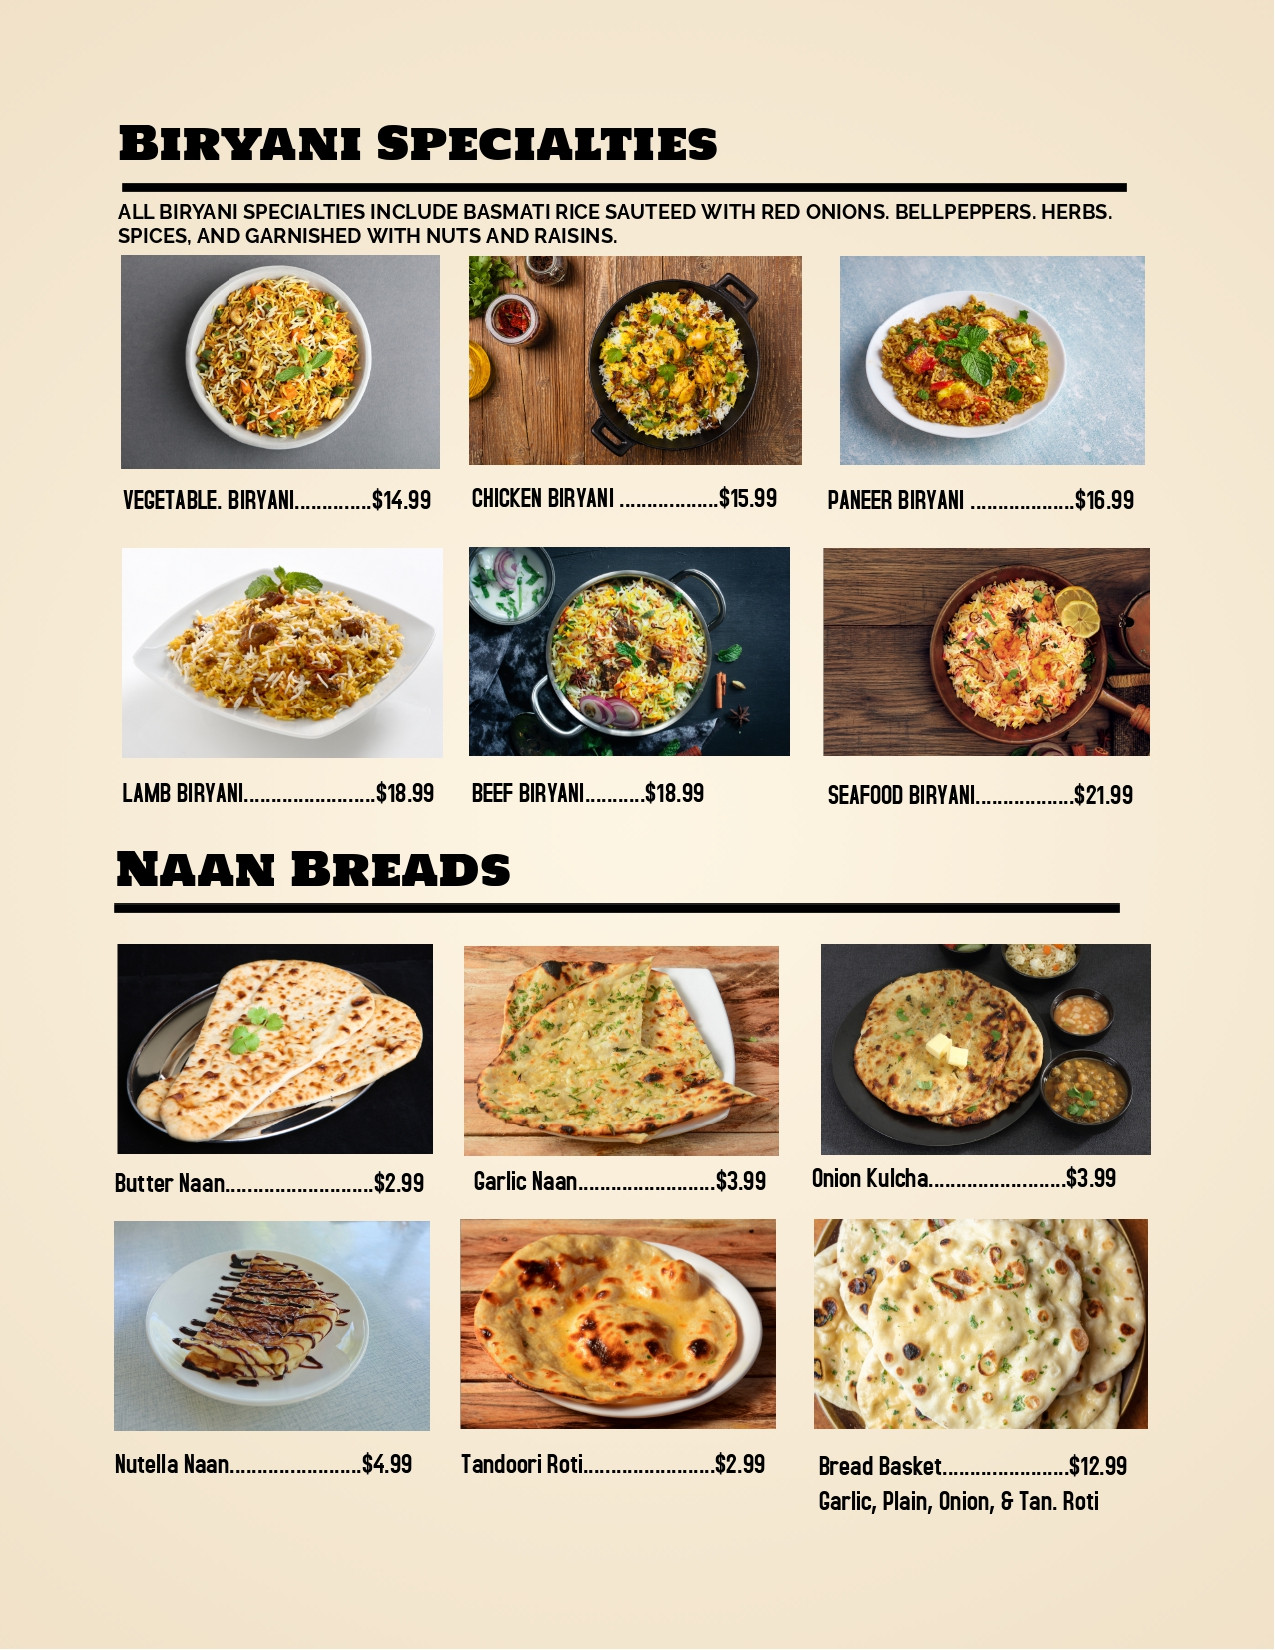 BIRYANI SPECIALTIES
ALL BIRYANI SPECIALTIES INCLUDE BASMATI RICE SAUTEED WITH RED ONIONS. BELLPEPPERS. HERBS.
SPICES, AND GARNISHED WITH NUTS AND RAISINS.
VEGETABLE. BIRYANI..............$14.99
CHICKEN BIRYANI ..................$15.99
PANEER BIRYANI ...................$16.99
LAMB BIRYANI........................$18.99
BEEF BIRYANI...........$18.99
SEAFOOD BIRYANI..................$21.99
NAAN BREADS
Butter Naan...........................$2.99
Garlic Naan.........................$3.99
Onion Kulcha.........................$3.99
Nutella Naan........................$4.99
Tandoori Roti........................$2.99
Bread Basket.......................$12.99
Garlic, Plain, Onion, & Tan. Roti